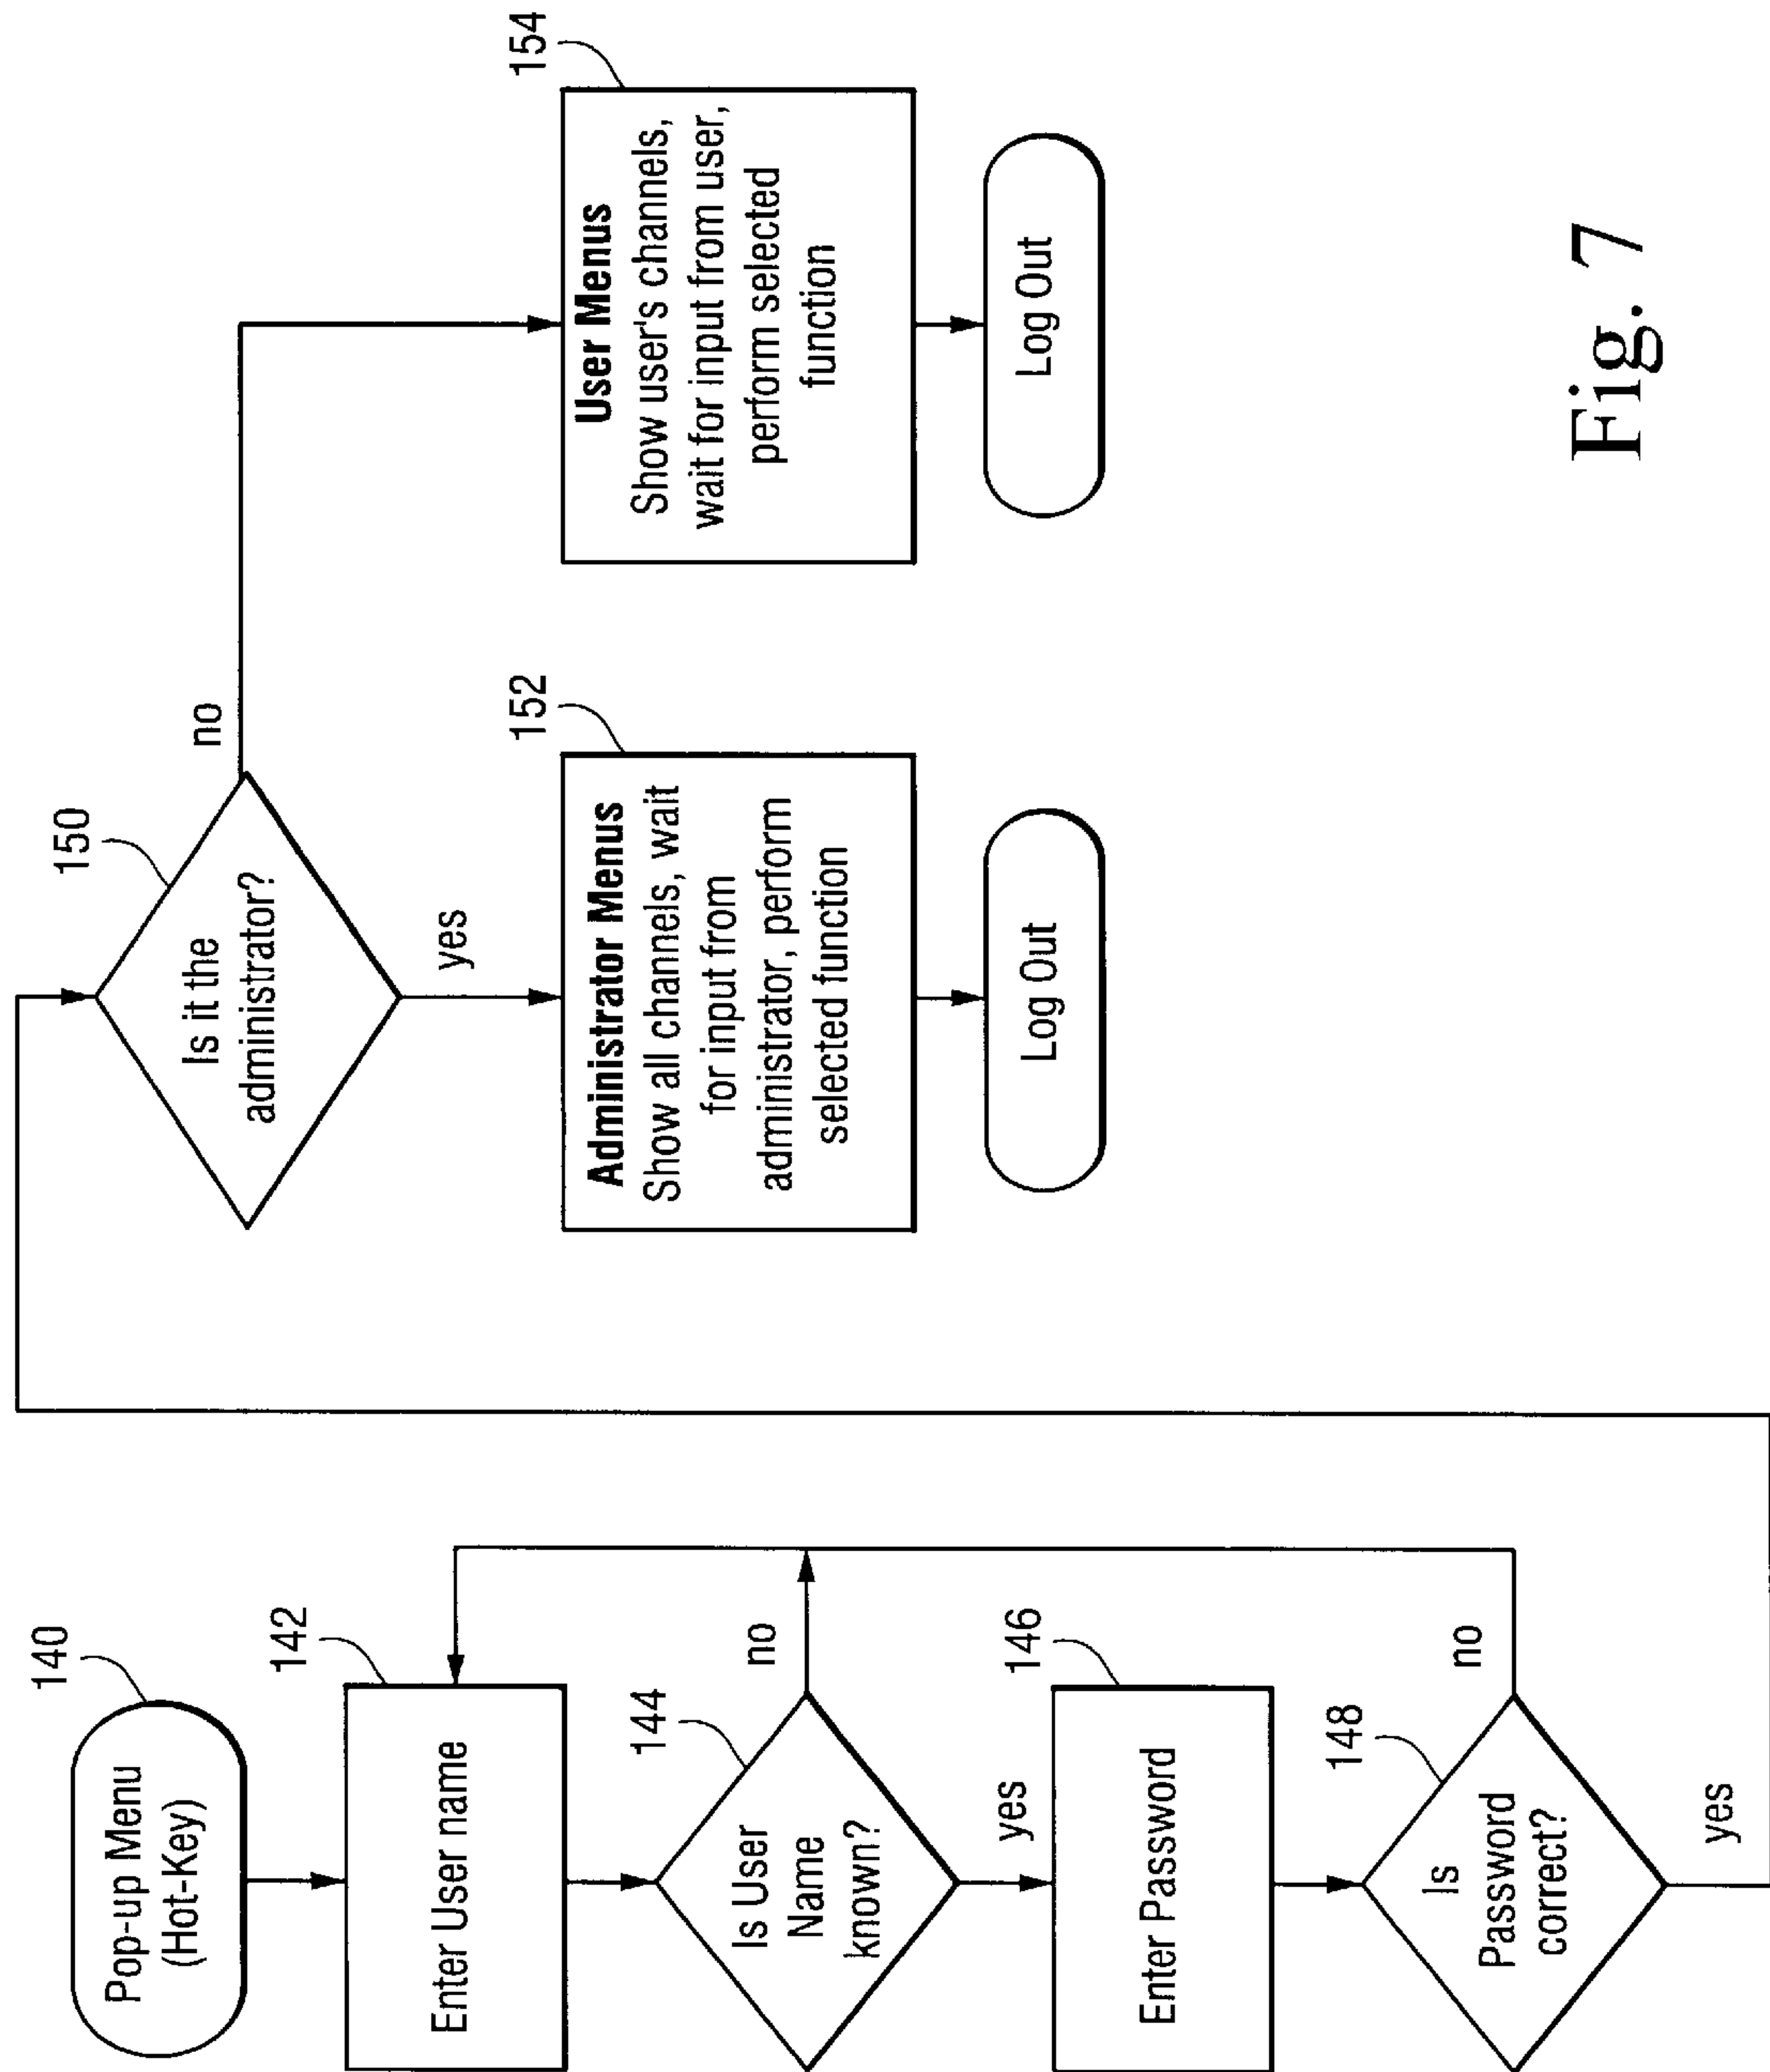 140
Pop-up Menu
(Hot-Key)
142
Enter User name
144
Is User
Name
known?
no
yes
146
Enter Password
148
Is
Password
correct?
no
yes
150
Is it the
administrator?
no
yes
152
Administrator Menus
Show all channels, wait
for input from
administrator, perform
selected function
Log Out
154
User Menus
Show user's channels,
wait for input from user,
perform selected
function
Log Out
Fig. 7